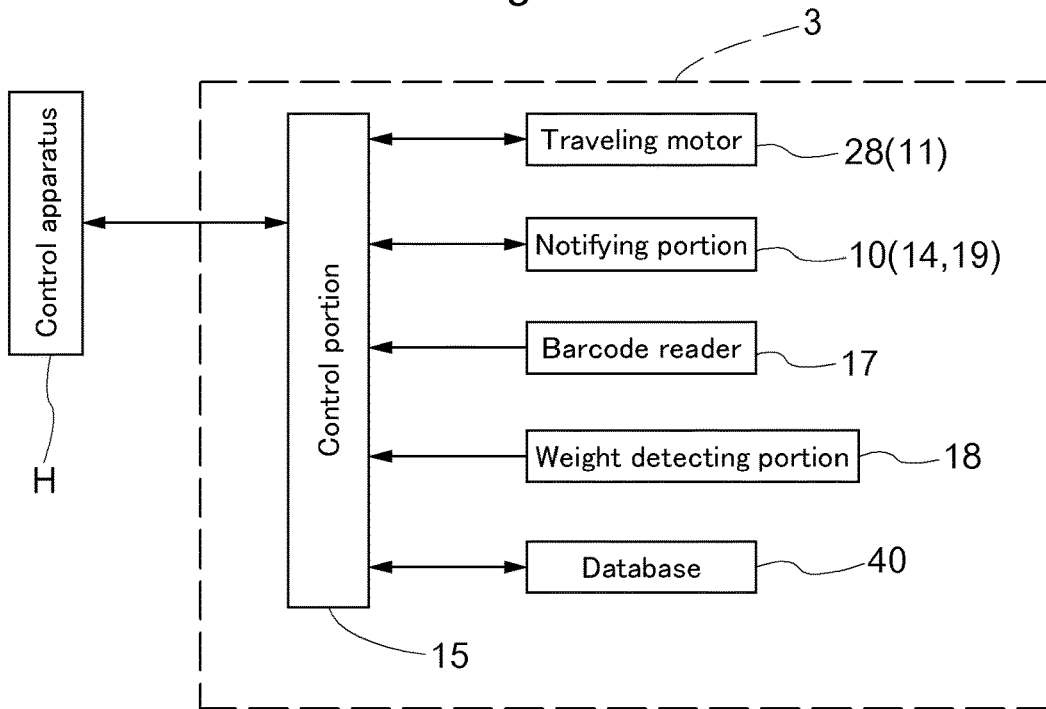 3
Control apparatus
H
Control portion
15
Traveling motor
28(11)
Notifying portion
10(14,19)
Barcode reader
17
Weight detecting portion
18
Database
40